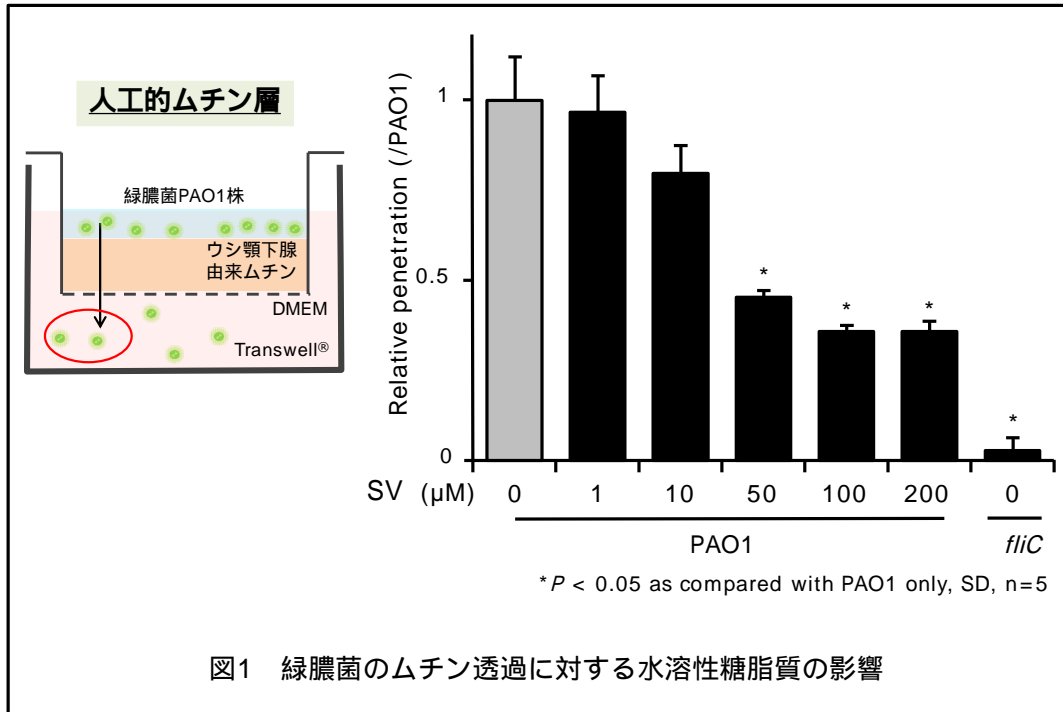 人工的ムチン層
緑膿菌PAO1株
ウシ顎下腺
由来ムチン
DMEM
Transwell®
Relative penetration (/PAO1)
1
0.5
0
* * * *
SV (μM) 0 1 10 50 100 200 0
PAO1 fliC
*P < 0.05 as compared with PAO1 only, SD, n=5
図1 緑膿菌のムチン透過に対する水溶性糖脂質の影響